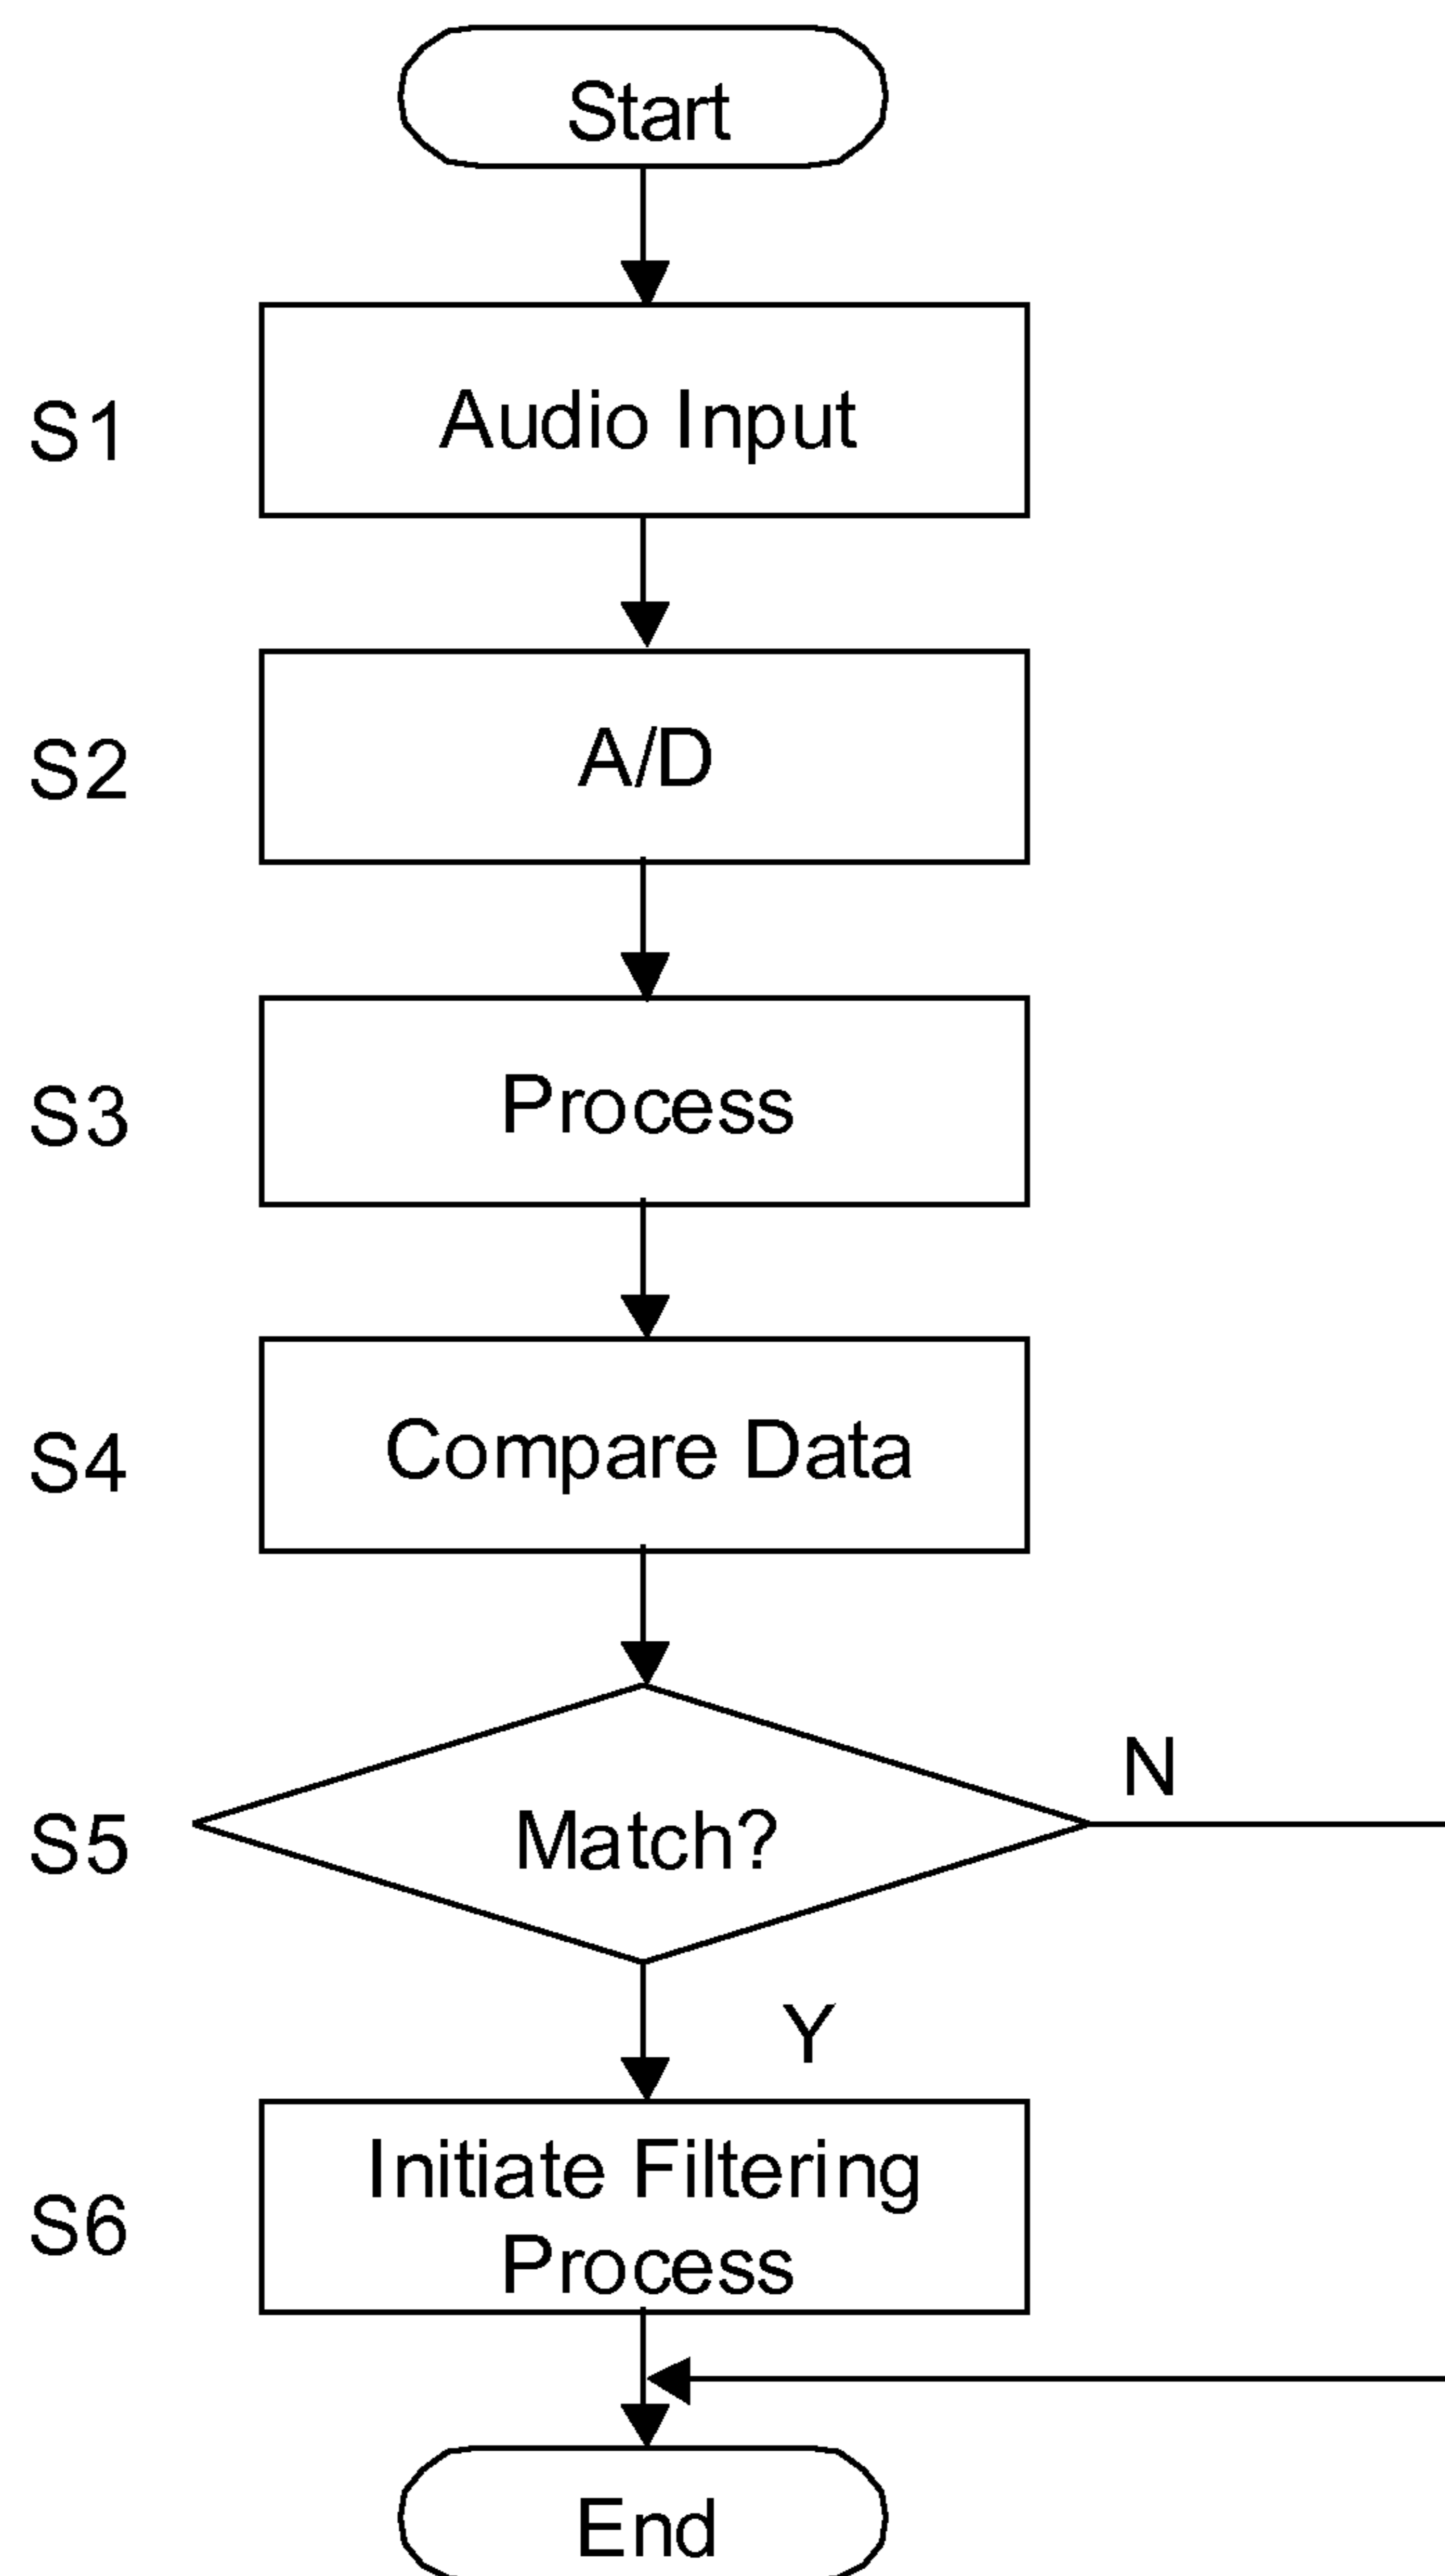 Start
S1
Audio Input
S2
A/D
S3
Process
S4
Compare Data
S5
Match?
N
Y
S6
Initiate Filtering
Process
End